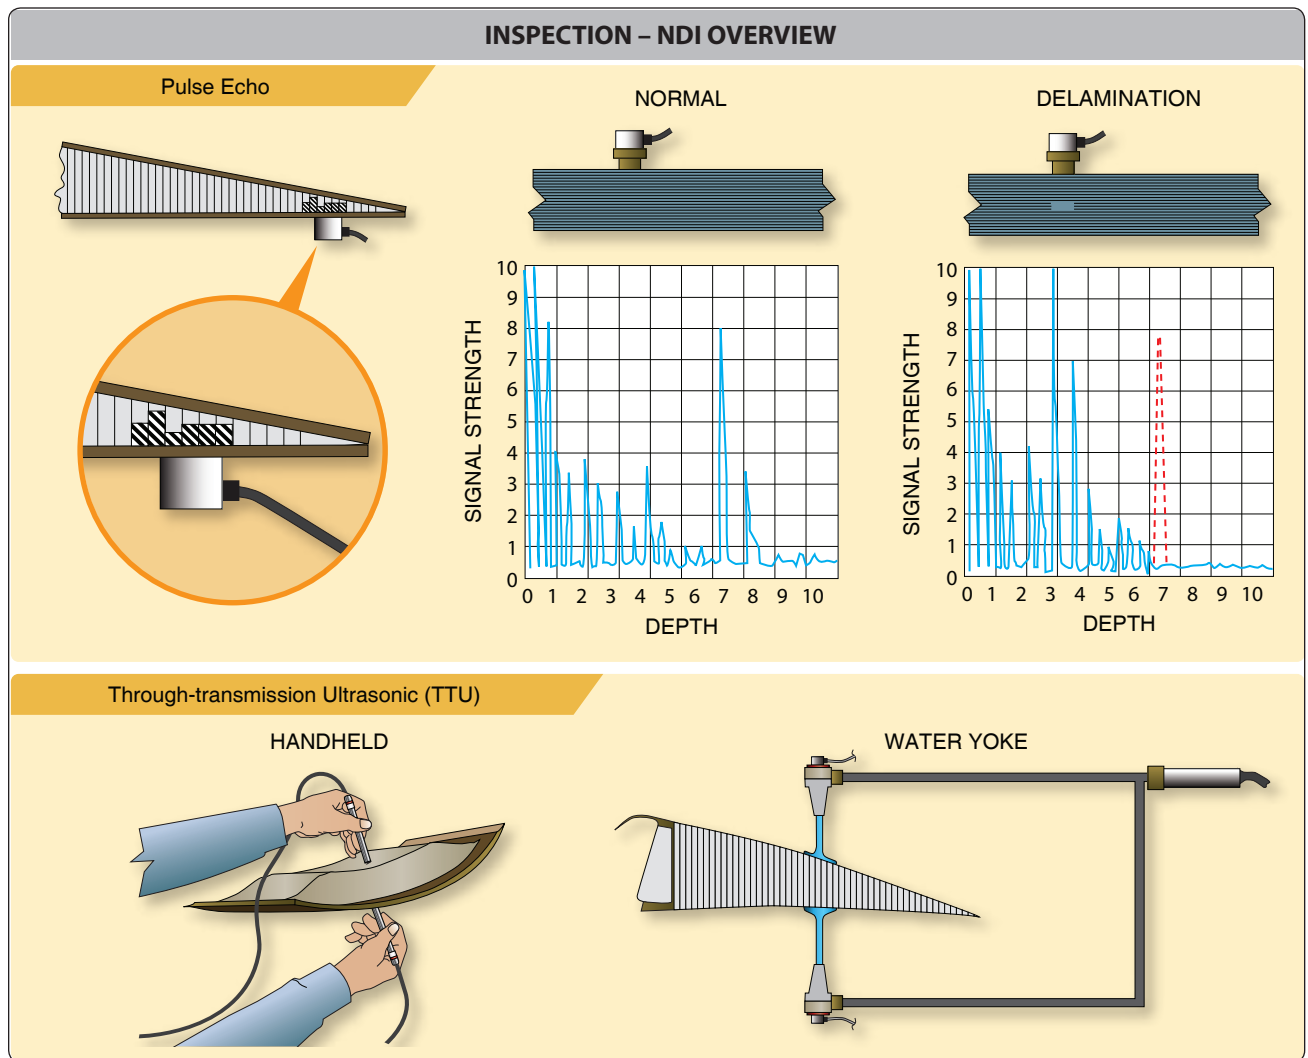 INSPECTION – NDI OVERVIEW
Pulse Echo
NORMAL
DELAMINATION
10
9
8
7
6
5
4
3
2
1
0
SIGNAL STRENGTH
0 1 2 3 4 5 6 7 8 9 10
DEPTH
10
9
8
7
6
5
4
3
2
1
0
SIGNAL STRENGTH
0 1 2 3 4 5 6 7 8 9 10
DEPTH
Through-transmission Ultrasonic (TTU)
HANDHELD
WATER YOKE